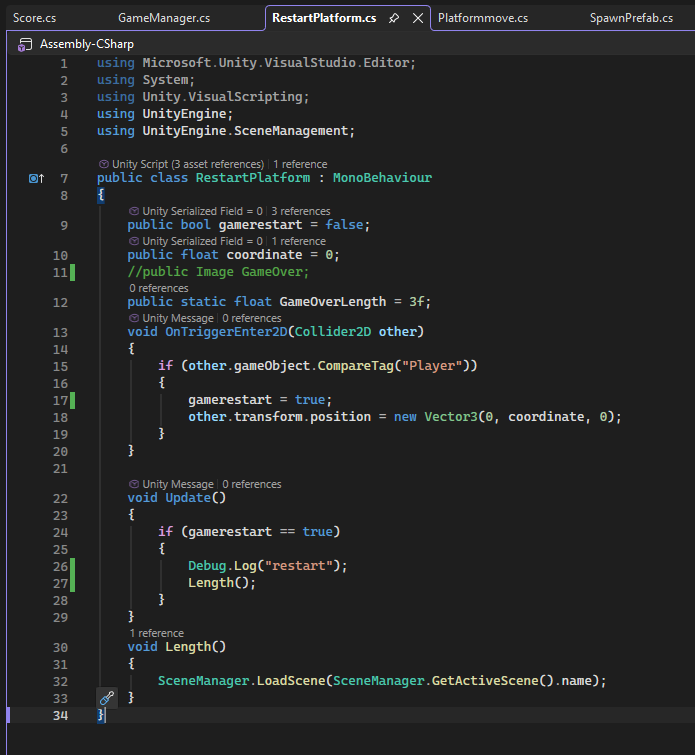 Score.cs GameManager.cs RestartPlatform.cs Platformmove.cs SpawnPrefab.cs
Assembly-CSharp
1 using Microsoft.Unity.VisualStudio.Editor;
2 using System;
3 using Unity.VisualScripting;
4 using UnityEngine;
5 using UnityEngine.SceneManagement;
6
Unity Script (3 asset references) | 1 reference
7 public class RestartPlatform : MonoBehaviour
8 {
Unity Serialized Field = 0 | 3 references
9 public bool gamerestart = false;
Unity Serialized Field = 0 | 1 reference
10 public float coordinate = 0;
11 //public Image GameOver;
0 references
12 public static float GameOverLength = 3f;
Unity Message | 0 references
13 void OnTriggerEnter2D(Collider2D other)
14 {
15 if (other.gameObject.CompareTag("Player"))
16 {
17 gamerestart = true;
18 other.transform.position = new Vector3(0, coordinate, 0);
19 }
20 }
21
Unity Message | 0 references
22 void Update()
23 {
24 if (gamerestart == true)
25 {
26 Debug.Log("restart");
27 Length();
28 }
29 }
1 reference
30 void Length()
31 {
32 SceneManager.LoadScene(SceneManager.GetActiveScene().name);
33 }
34 }